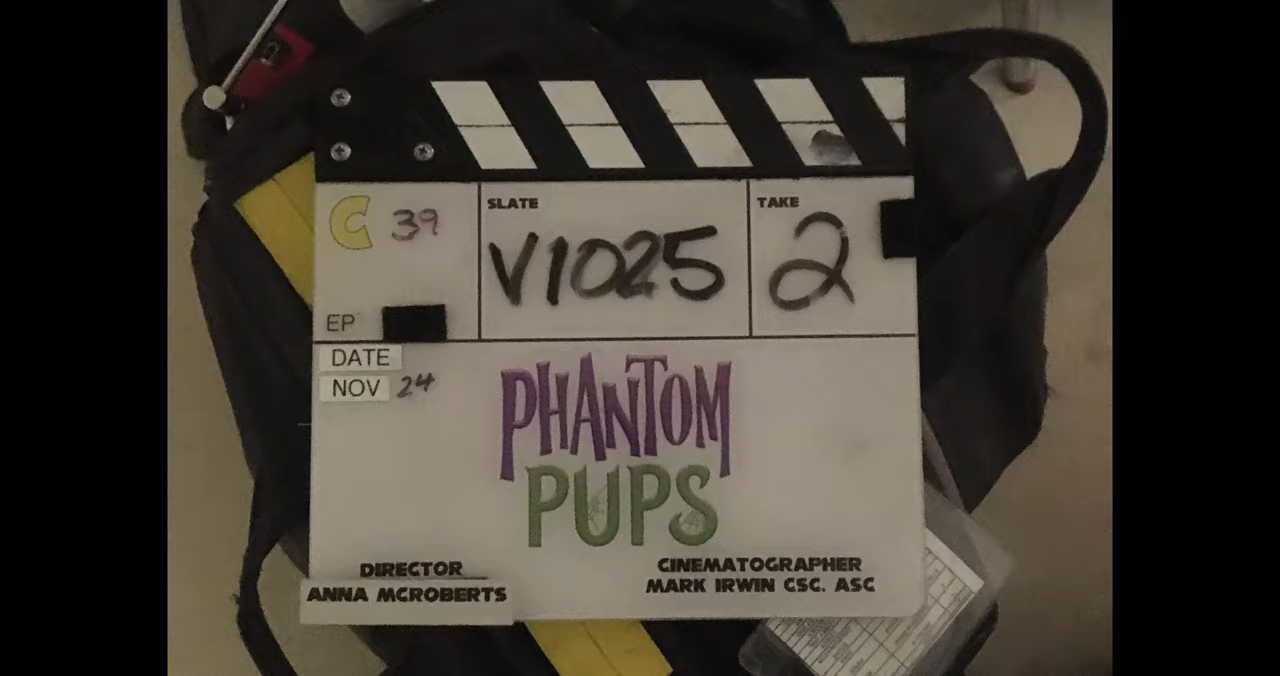 C 39
SLATE
V1025
TAKE
2
EP
DATE
NOV 24
PHANTOM
PUPS
DIRECTOR
ANNA MCROBERTS
CINEMATOGRAPHER
MARK IRWIN CSC. ASC